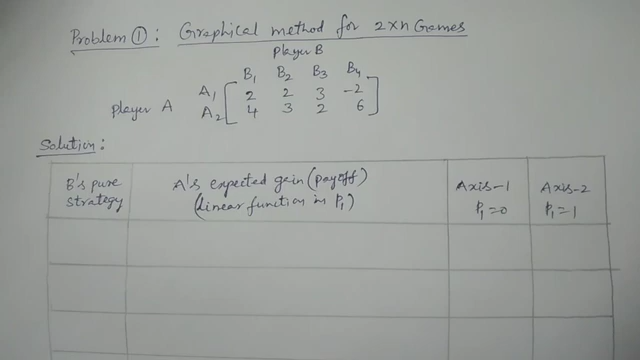 Problem ①: Graphical method for 2xn Games
Player B
B1 B2 B3 B4
A1 2 2 3 -2
Player A A2 4 3 2 6
Solution:
B's pure strategy
A's expected gain (payoff)
(linear function in P1)
Axis-1
P1=0
Axis-2
P1=1